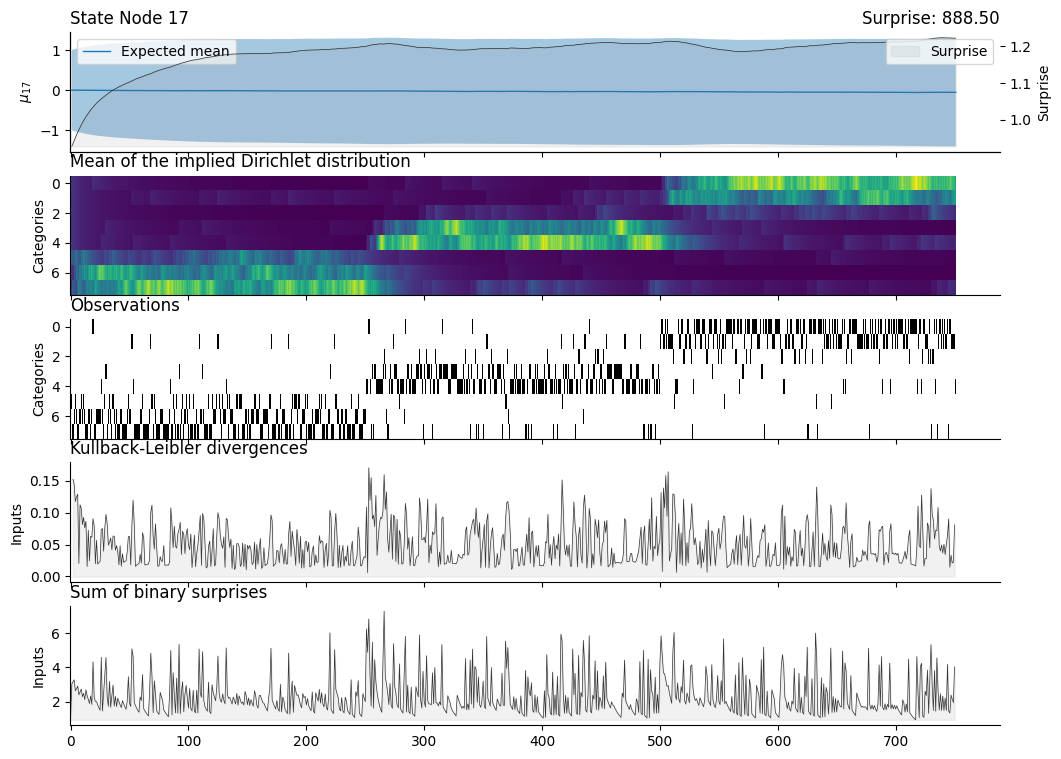 State Node 17 Surprise: 888.50
1
0
−1
μ17
Expected mean
Surprise
1.2
1.1
1.0
Surprise
Mean of the implied Dirichlet distribution
0
2
4
6
Categories
Observations
0
2
4
6
Categories
Kullback-Leibler divergences
0.15
0.10
0.05
0.00
Inputs
Sum of binary surprises
6
4
2
Inputs
0 100 200 300 400 500 600 700